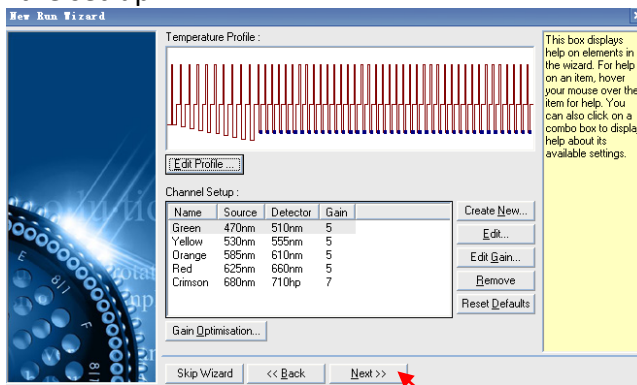 New Run Wizard
Temperature Profile :
This box displays
help on elements in
the wizard. For help
on an item, hover
your mouse over the
item for help. You
can also click on a
combo box to display
help about its
available settings.
Edit Profile ...
Channel Setup :
Name Source Detector Gain
Green 470nm 510nm 5
Yellow 530nm 555nm 5
Orange 585nm 610nm 5
Red 625nm 660nm 5
Crimson 680nm 710hp 7
Create New...
Edit...
Edit Gain...
Remove
Reset Defaults
Gain Optimisation...
Skip Wizard << Back Next >>